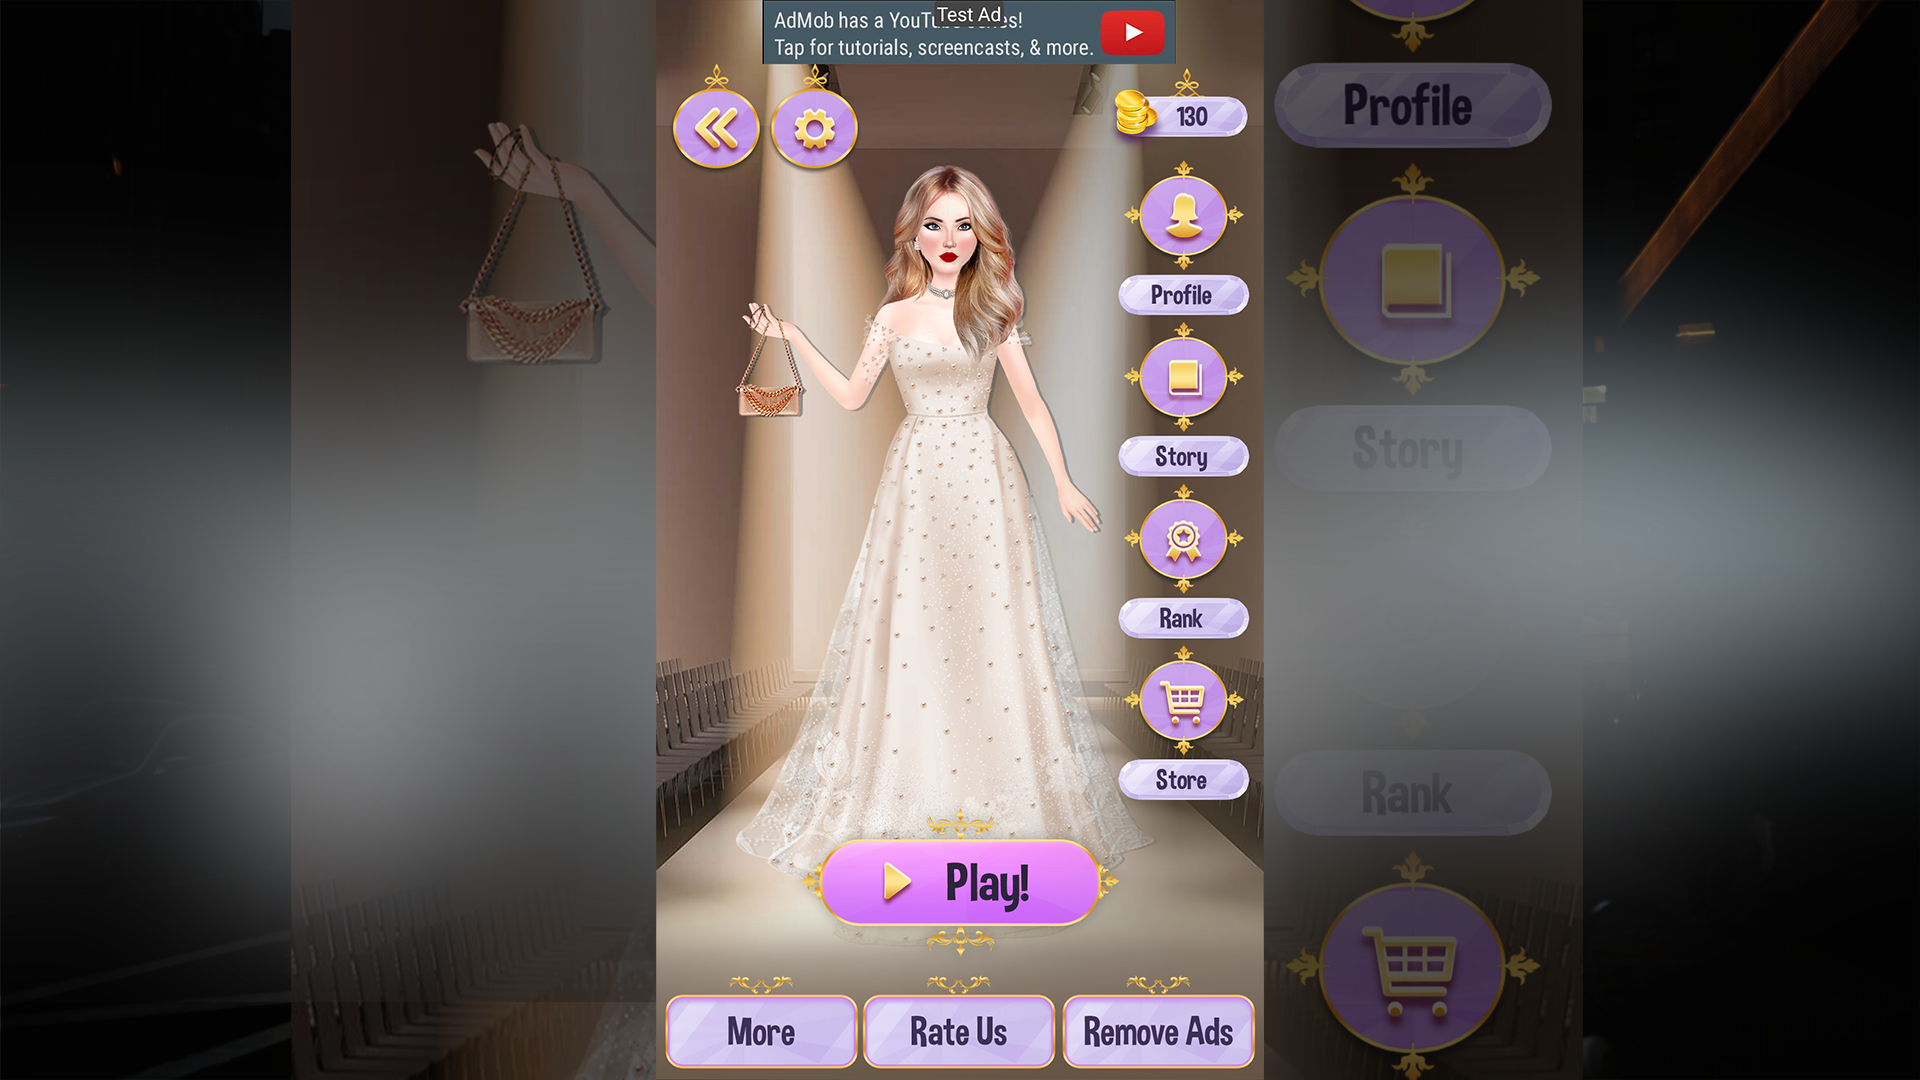 AdMob has a YouTube series!
Test Ad
Tap for tutorials, screencasts, & more.
130
Profile
Story
Rank
Store
Play!
More
Rate Us
Remove Ads
Profile
Story
Rank